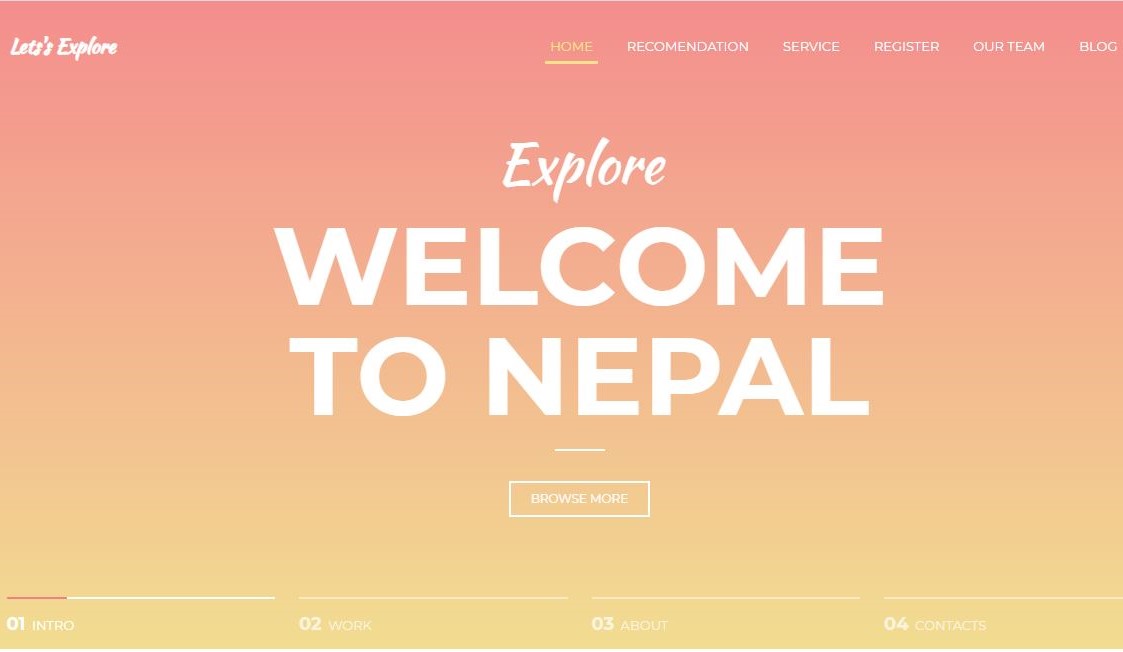 Lets's Explore
HOME RECOMENDATION SERVICE REGISTER OUR TEAM BLOG
Explore
WELCOME
TO NEPAL
BROWSE MORE
01 INTRO 02 WORK 03 ABOUT 04 CONTACTS